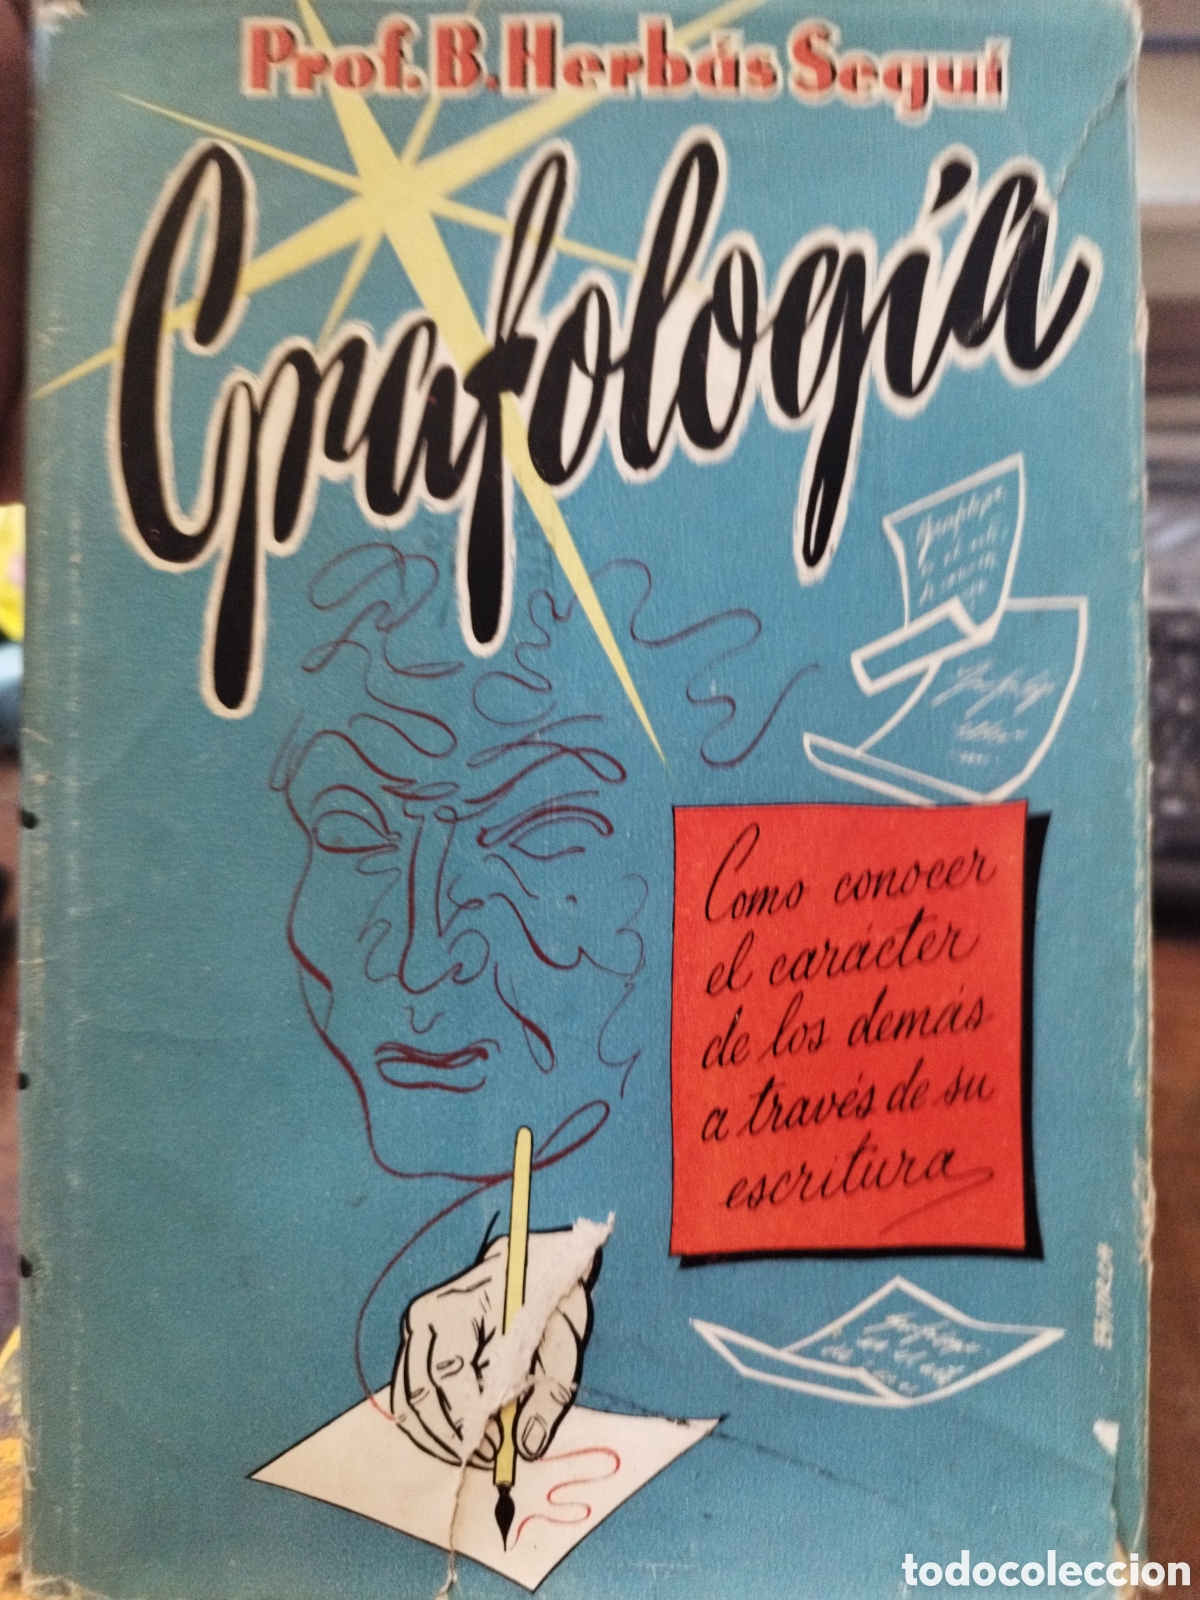 Prof. B. Herbás Seguí
Grafología
Como conocer
el carácter
de los demás
a través de su
escritura
todocoleccion